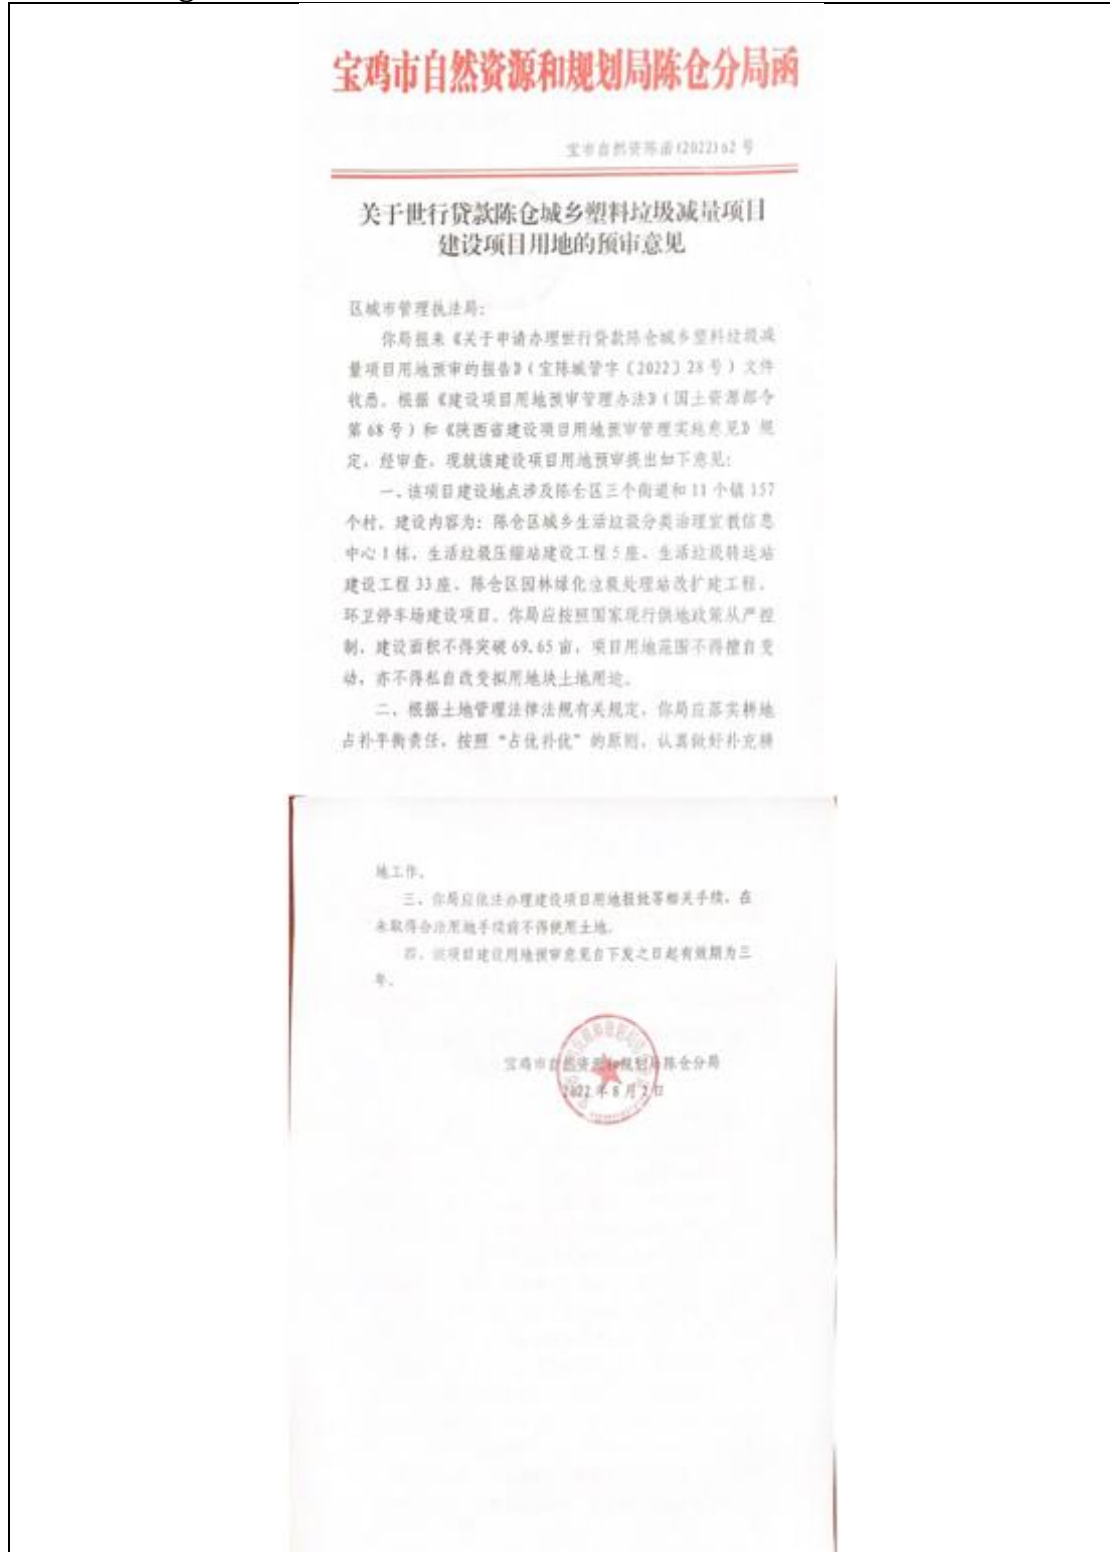 宝鸡市自然资源和规划局陈仓分局函
宝市自然资陈函(2022)62 号
关于世行贷款陈仓城乡塑料垃圾减量项目
建设项目用地的预审意见
区城市管理执法局:
你局报来《关于申请办理世行贷款陈仓城乡塑料垃圾减
量项目用地预审的报告》(宝陈城管字〔2022〕28 号)文件
收悉。根据《建设项目用地预审管理办法》(国土资源部令
第 68 号)和《陕西省建设项目用地预审管理实施意见》规
定,经审查,现就该建设项目用地预审提出如下意见:
一、该项目建设地点涉及陈仓区三个街道和 11 个镇 157
个村。建设内容为:陈仓区城乡生活垃圾分类治理宣教信息
中心 1 栋、生活垃圾压缩站建设工程 5 座、生活垃圾转运站
建设工程 33 座、陈仓区园林绿化垃圾处理站改扩建工程、
环卫停车场建设项目。你局应按照国家现行供地政策从严控
制,建设面积不得突破 69.65 亩,项目用地范围不得擅自变
动,亦不得私自改变拟用地块土地用途。
二、根据土地管理法律法规有关规定,你局应落实耕地
占补平衡责任,按照“占优补优”的原则,认真做好补充耕
地工作。
三、你局应依法办理建设项目用地报批等相关手续,在
未取得合法用地手续前不得使用土地。
四、该项目建设用地预审意见自下发之日起有效期为三
年。
宝鸡市自然资源和规划局陈仓分局
2022 年 8 月 2 日